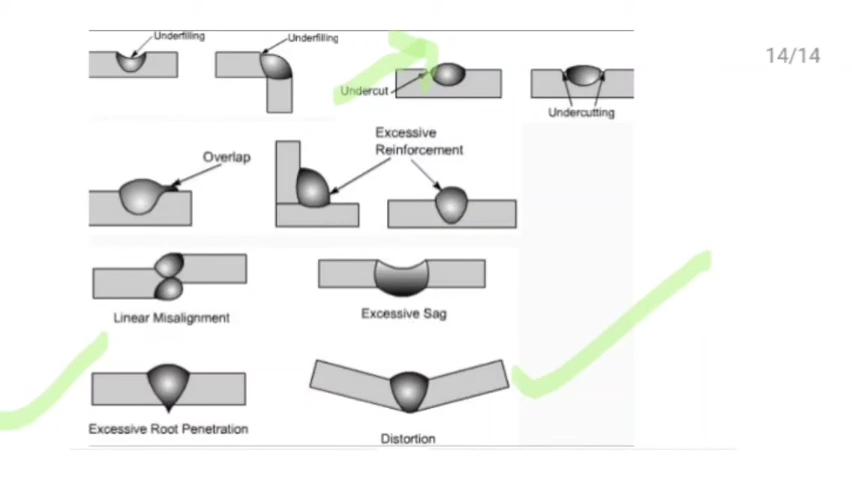 Underfilling
Underfilling
14/14
Undercut
Undercutting
Excessive
Reinforcement
Overlap
Linear Misalignment
Excessive Sag
Excessive Root Penetration
Distortion